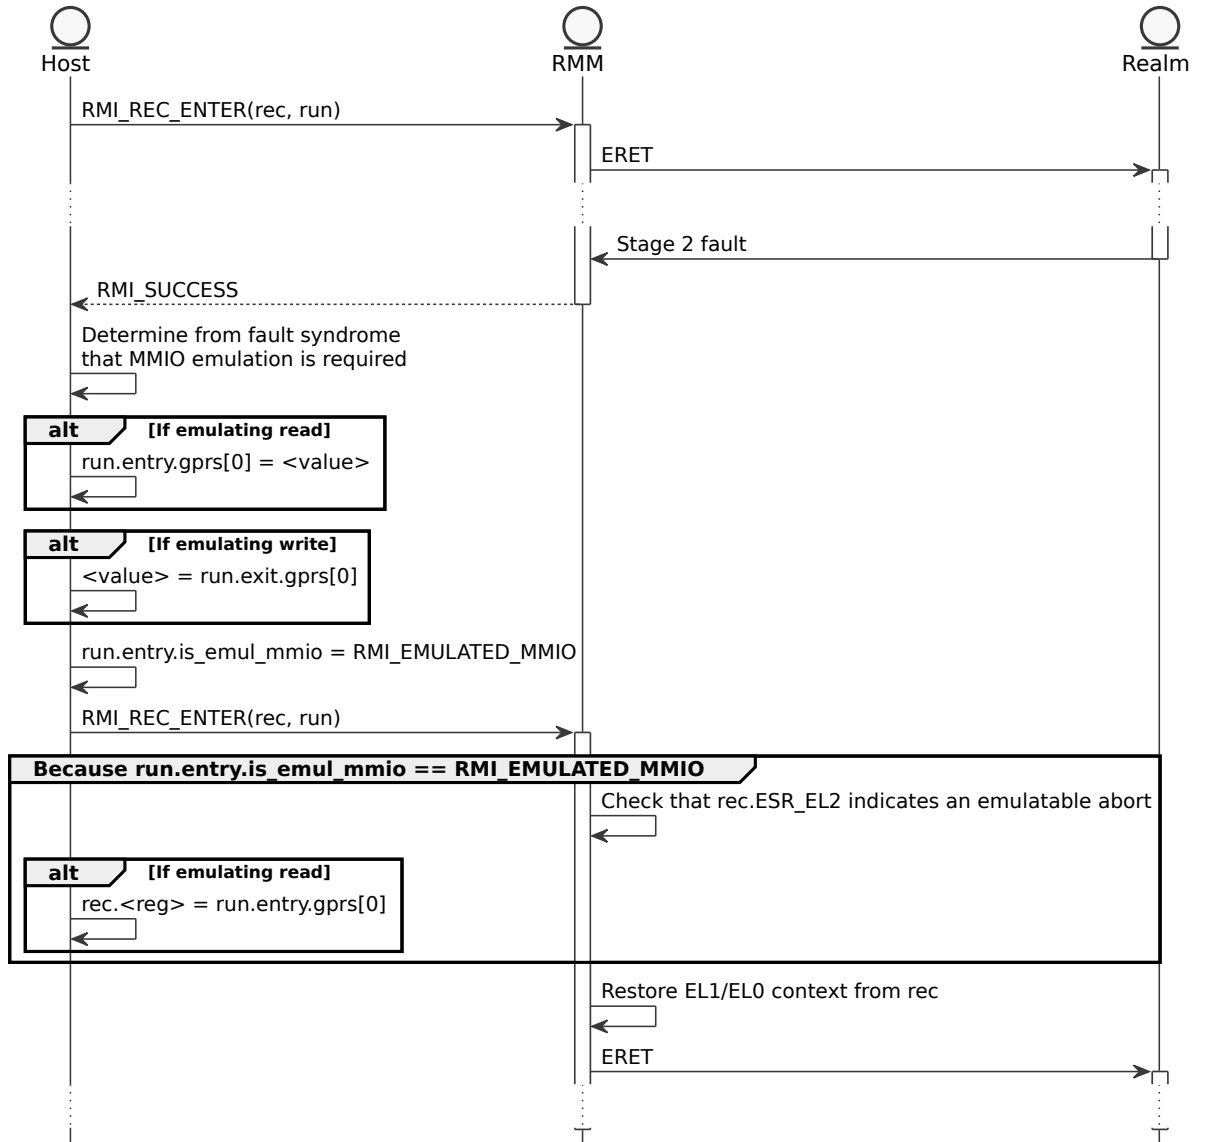 Host
RMM
Realm
RMI_REC_ENTER(rec, run)
ERET
Stage 2 fault
RMI_SUCCESS
Determine from fault syndrome
that MMIO emulation is required
alt
[If emulating read]
run.entry.gprs[0] = <value>
alt
[If emulating write]
<value> = run.exit.gprs[0]
run.entry.is_emul_mmio = RMI_EMULATED_MMIO
RMI_REC_ENTER(rec, run)
Because run.entry.is_emul_mmio == RMI_EMULATED_MMIO
Check that rec.ESR_EL2 indicates an emulatable abort
alt
[If emulating read]
rec.<reg> = run.entry.gprs[0]
Restore EL1/EL0 context from rec
ERET